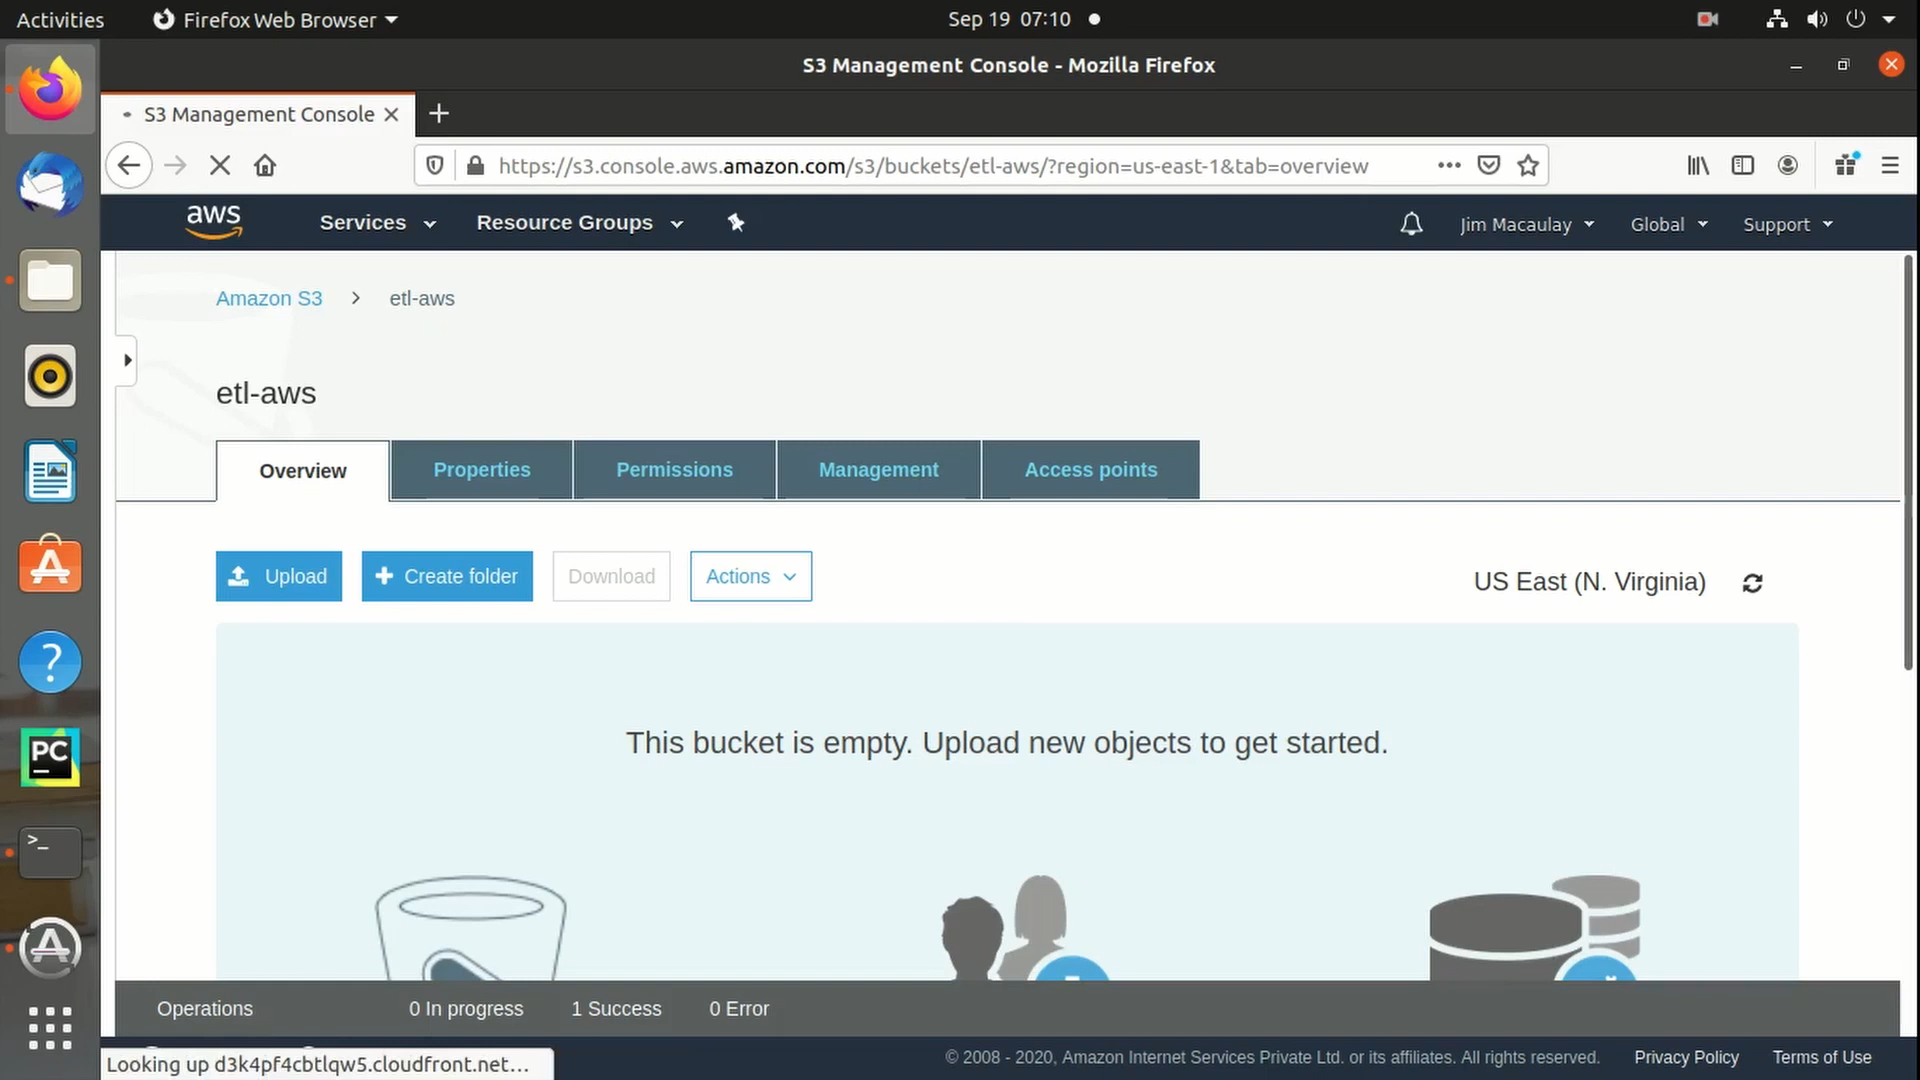 Activities
Firefox Web Browser
Sep 19 07:10
S3 Management Console - Mozilla Firefox
S3 Management Console
https://s3.console.aws.amazon.com/s3/buckets/etl-aws/?region=us-east-1&tab=overview
aws
Services
Resource Groups
Jim Macaulay
Global
Support
Amazon S3
etl-aws
etl-aws
Overview
Properties
Permissions
Management
Access points
Upload
Create folder
Download
Actions
US East (N. Virginia)
This bucket is empty. Upload new objects to get started.
PC
>_
Operations
0 In progress
1 Success
0 Error
Looking up d3k4pf4cbtlqw5.cloudfront.net…
© 2008 - 2020, Amazon Internet Services Private Ltd. or its affiliates. All rights reserved.
Privacy Policy
Terms of Use